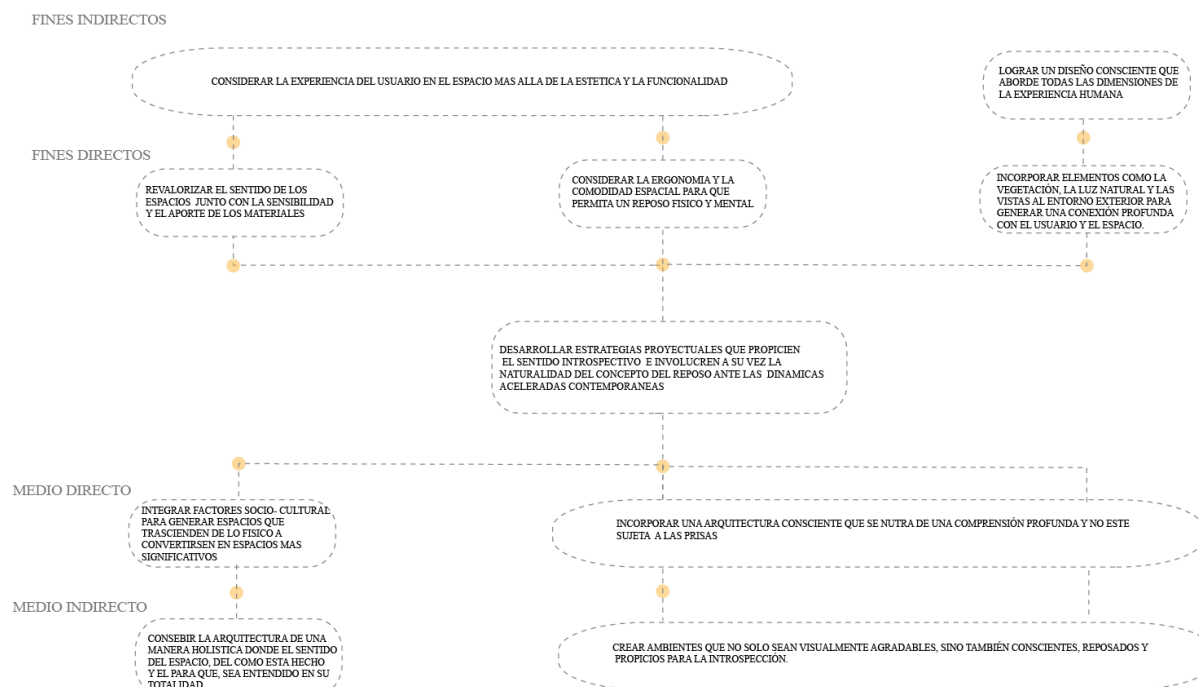 FINES INDIRECTOS
CONSIDERAR LA EXPERIENCIA DEL USUARIO EN EL ESPACIO MAS ALLA DE LA ESTETICA Y LA FUNCIONALIDAD
LOGRAR UN DISEÑO CONSCIENTE QUE
ABORDE TODAS LAS DIMENSIONES DE
LA EXPERIENCIA HUMANA
FINES DIRECTOS
REVALORIZAR EL SENTIDO DE LOS
ESPACIOS JUNTO CON LA SENSIBILIDAD
Y EL APORTE DE LOS MATERIALES
CONSIDERAR LA ERGONOMIA Y LA
COMODIDAD ESPACIAL PARA QUE
PERMITA UN REPOSO FISICO Y MENTAL
INCORPORAR ELEMENTOS COMO LA
VEGETACIÓN, LA LUZ NATURAL Y LAS
VISTAS AL ENTORNO EXTERIOR PARA
GENERAR UNA CONEXIÓN PROFUNDA
CON EL USUARIO Y EL ESPACIO.
DESARROLLAR ESTRATEGIAS PROYECTUALES QUE PROPICIEN
EL SENTIDO INTROSPECTIVO E INVOLUCREN A SU VEZ LA
NATURALIDAD DEL CONCEPTO DEL REPOSO ANTE LAS DINAMICAS
ACELERADAS CONTEMPORANEAS
MEDIO DIRECTO
INTEGRAR FACTORES SOCIO- CULTURAL
PARA GENERAR ESPACIOS QUE
TRASCIENDEN DE LO FISICO A
CONVERTIRSEN EN ESPACIOS MAS
SIGNIFICATIVOS
INCORPORAR UNA ARQUITECTURA CONSCIENTE QUE SE NUTRA DE UNA COMPRENSIÓN PROFUNDA Y NO ESTE
SUJETA A LAS PRISAS
MEDIO INDIRECTO
CONSEBIR LA ARQUITECTURA DE UNA
MANERA HOLISTICA DONDE EL SENTIDO
DEL ESPACIO, DEL COMO ESTA HECHO
Y EL PARA QUE, SEA ENTENDIDO EN SU
TOTALIDAD
CREAR AMBIENTES QUE NO SOLO SEAN VISUALMENTE AGRADABLES, SINO TAMBIÉN CONSCIENTES, REPOSADOS Y
PROPICIOS PARA LA INTROSPECCIÓN.